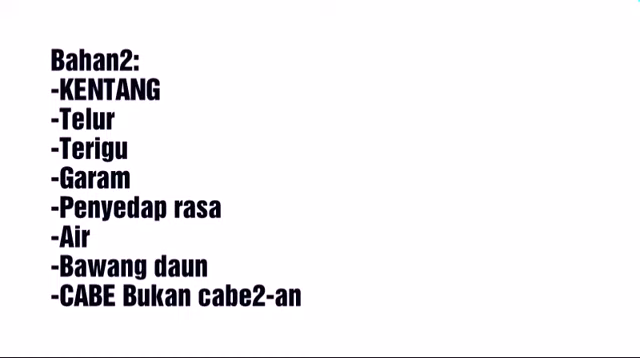 Bahan2:
-KENTANG
-Telur
-Terigu
-Garam
-Penyedap rasa
-Air
-Bawang daun
-CABE Bukan cabe2-an